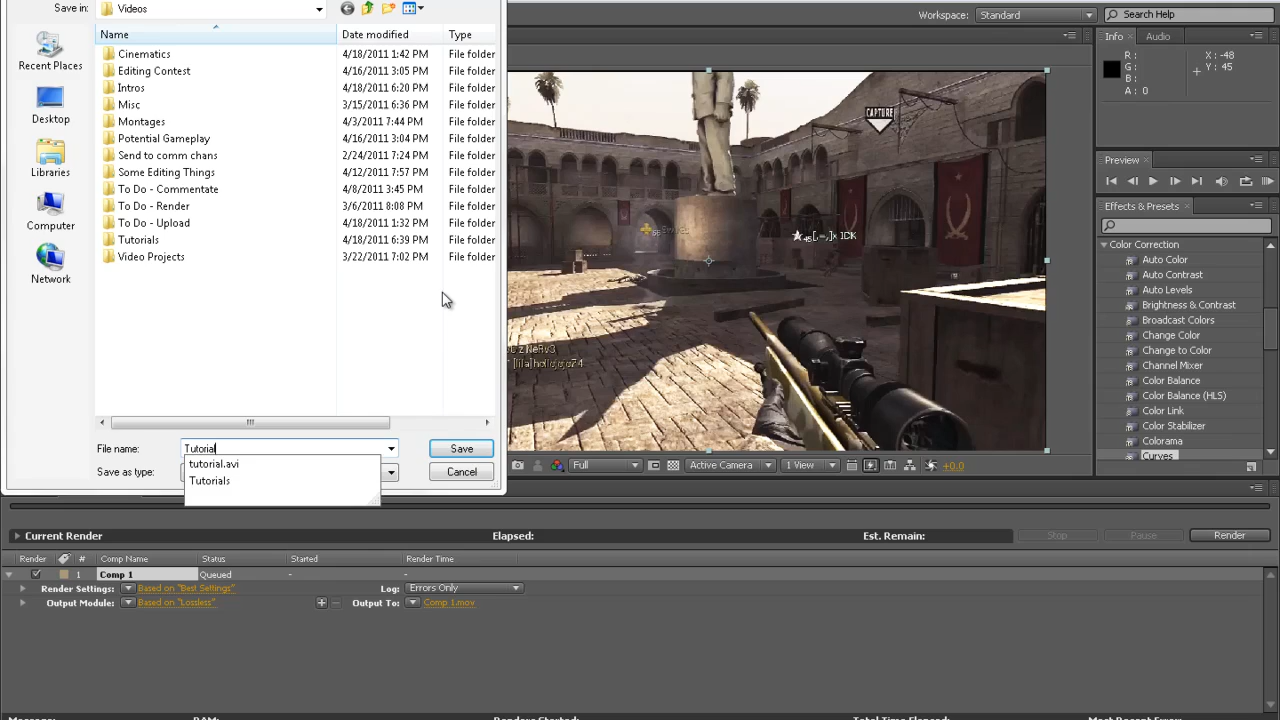 Save in: Videos
Workspace: Standard Search Help
Name Date modified Type
Recent Places
Desktop
Libraries
Computer
Network
Cinematics 4/18/2011 1:42 PM File folder
Editing Contest 4/16/2011 3:05 PM File folder
Intros 4/18/2011 6:20 PM File folder
Misc 3/15/2011 6:36 PM File folder
Montages 4/3/2011 7:44 PM File folder
Potential Gameplay 4/16/2011 3:04 PM File folder
Send to comm chans 2/24/2011 7:24 PM File folder
Some Editing Things 4/12/2011 7:57 PM File folder
To Do - Commentate 4/8/2011 3:45 PM File folder
To Do - Render 3/6/2011 8:08 PM File folder
To Do - Upload 4/18/2011 1:32 PM File folder
Tutorials 4/18/2011 6:39 PM File folder
Video Projects 3/22/2011 7:02 PM File folder
File name: Tutorial Save
tutorial.avi
Tutorials
Save as type: Cancel
CAPTURE
Info Audio
R: X: -48
G: Y: 45
B:
A: 0
Preview
Effects & Presets
Color Correction
Auto Color
Auto Contrast
Auto Levels
Brightness & Contrast
Broadcast Colors
Change Color
Change to Color
Channel Mixer
Color Balance
Color Balance (HLS)
Color Link
Color Stabilizer
Colorama
Curves
Full Active Camera 1 View +0.0
Current Render Elapsed: Est. Remain: Stop Pause Render
Render # Comp Name Status Started Render Time
1 Comp 1 Queued - -
Render Settings: Based on "Best Settings" Log: Errors Only
Output Module: Based on "Lossless" Output To: Comp 1.mov
Message: RAM: Renders Started: Total Time Elapsed: Most Recent Error: